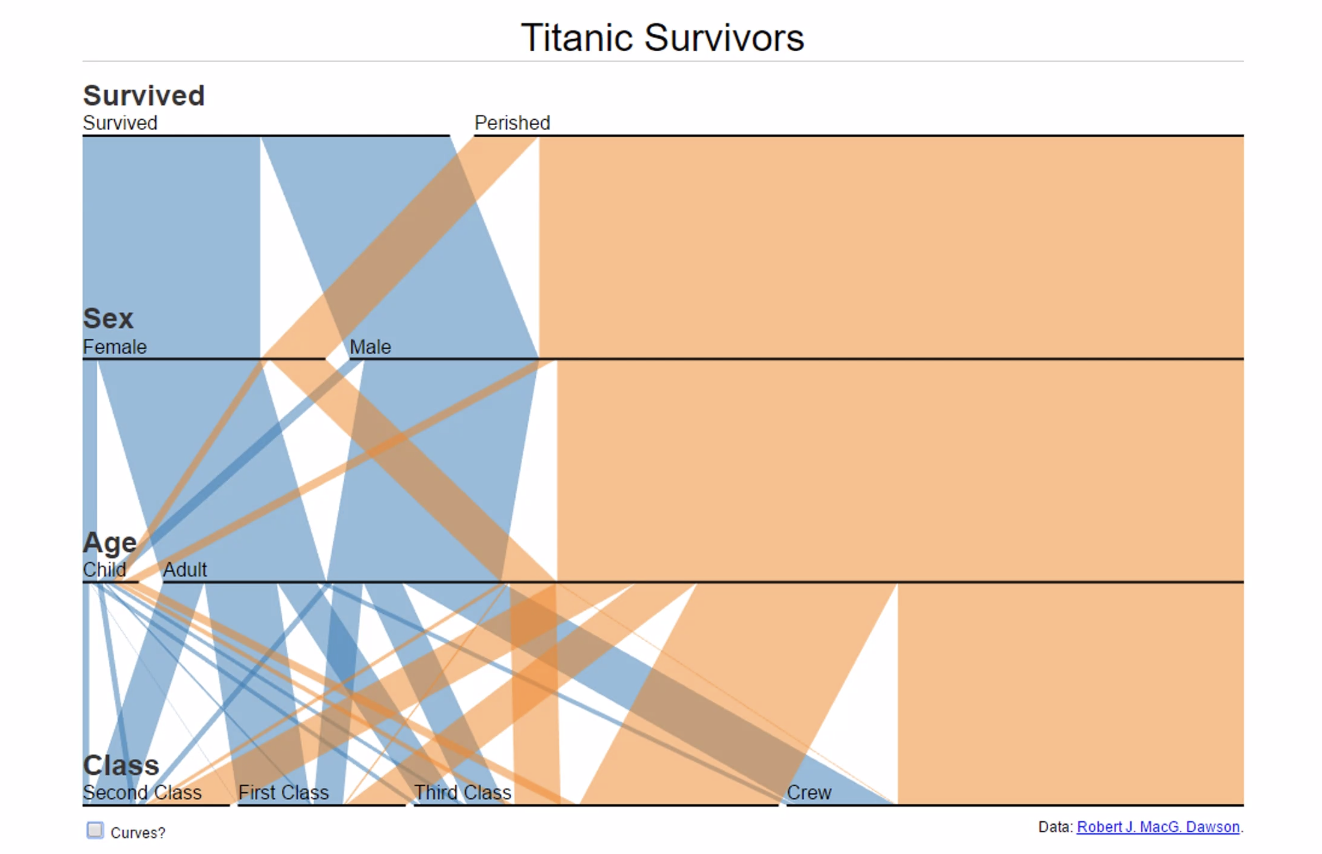 Titanic Survivors
Survived
Survived Perished
Sex
Female Male
Age
Child Adult
Class
Second Class First Class Third Class Crew
Curves? Data: Robert J. MacG. Dawson.